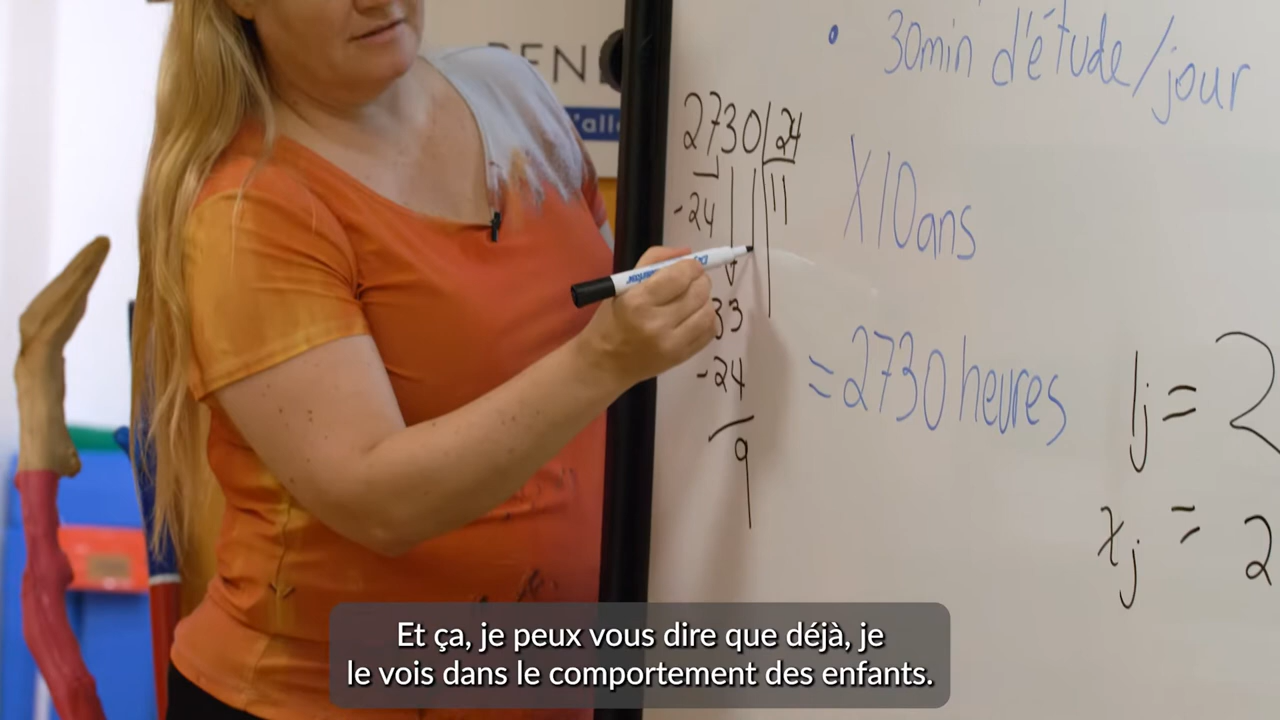 • 30min d'étude/jour
X10ans
=2730 heures
2730 24
-24 11
33
-24
9
1j = 2
xj = 2
Et ça, je peux vous dire que déjà, je
le vois dans le comportement des enfants.